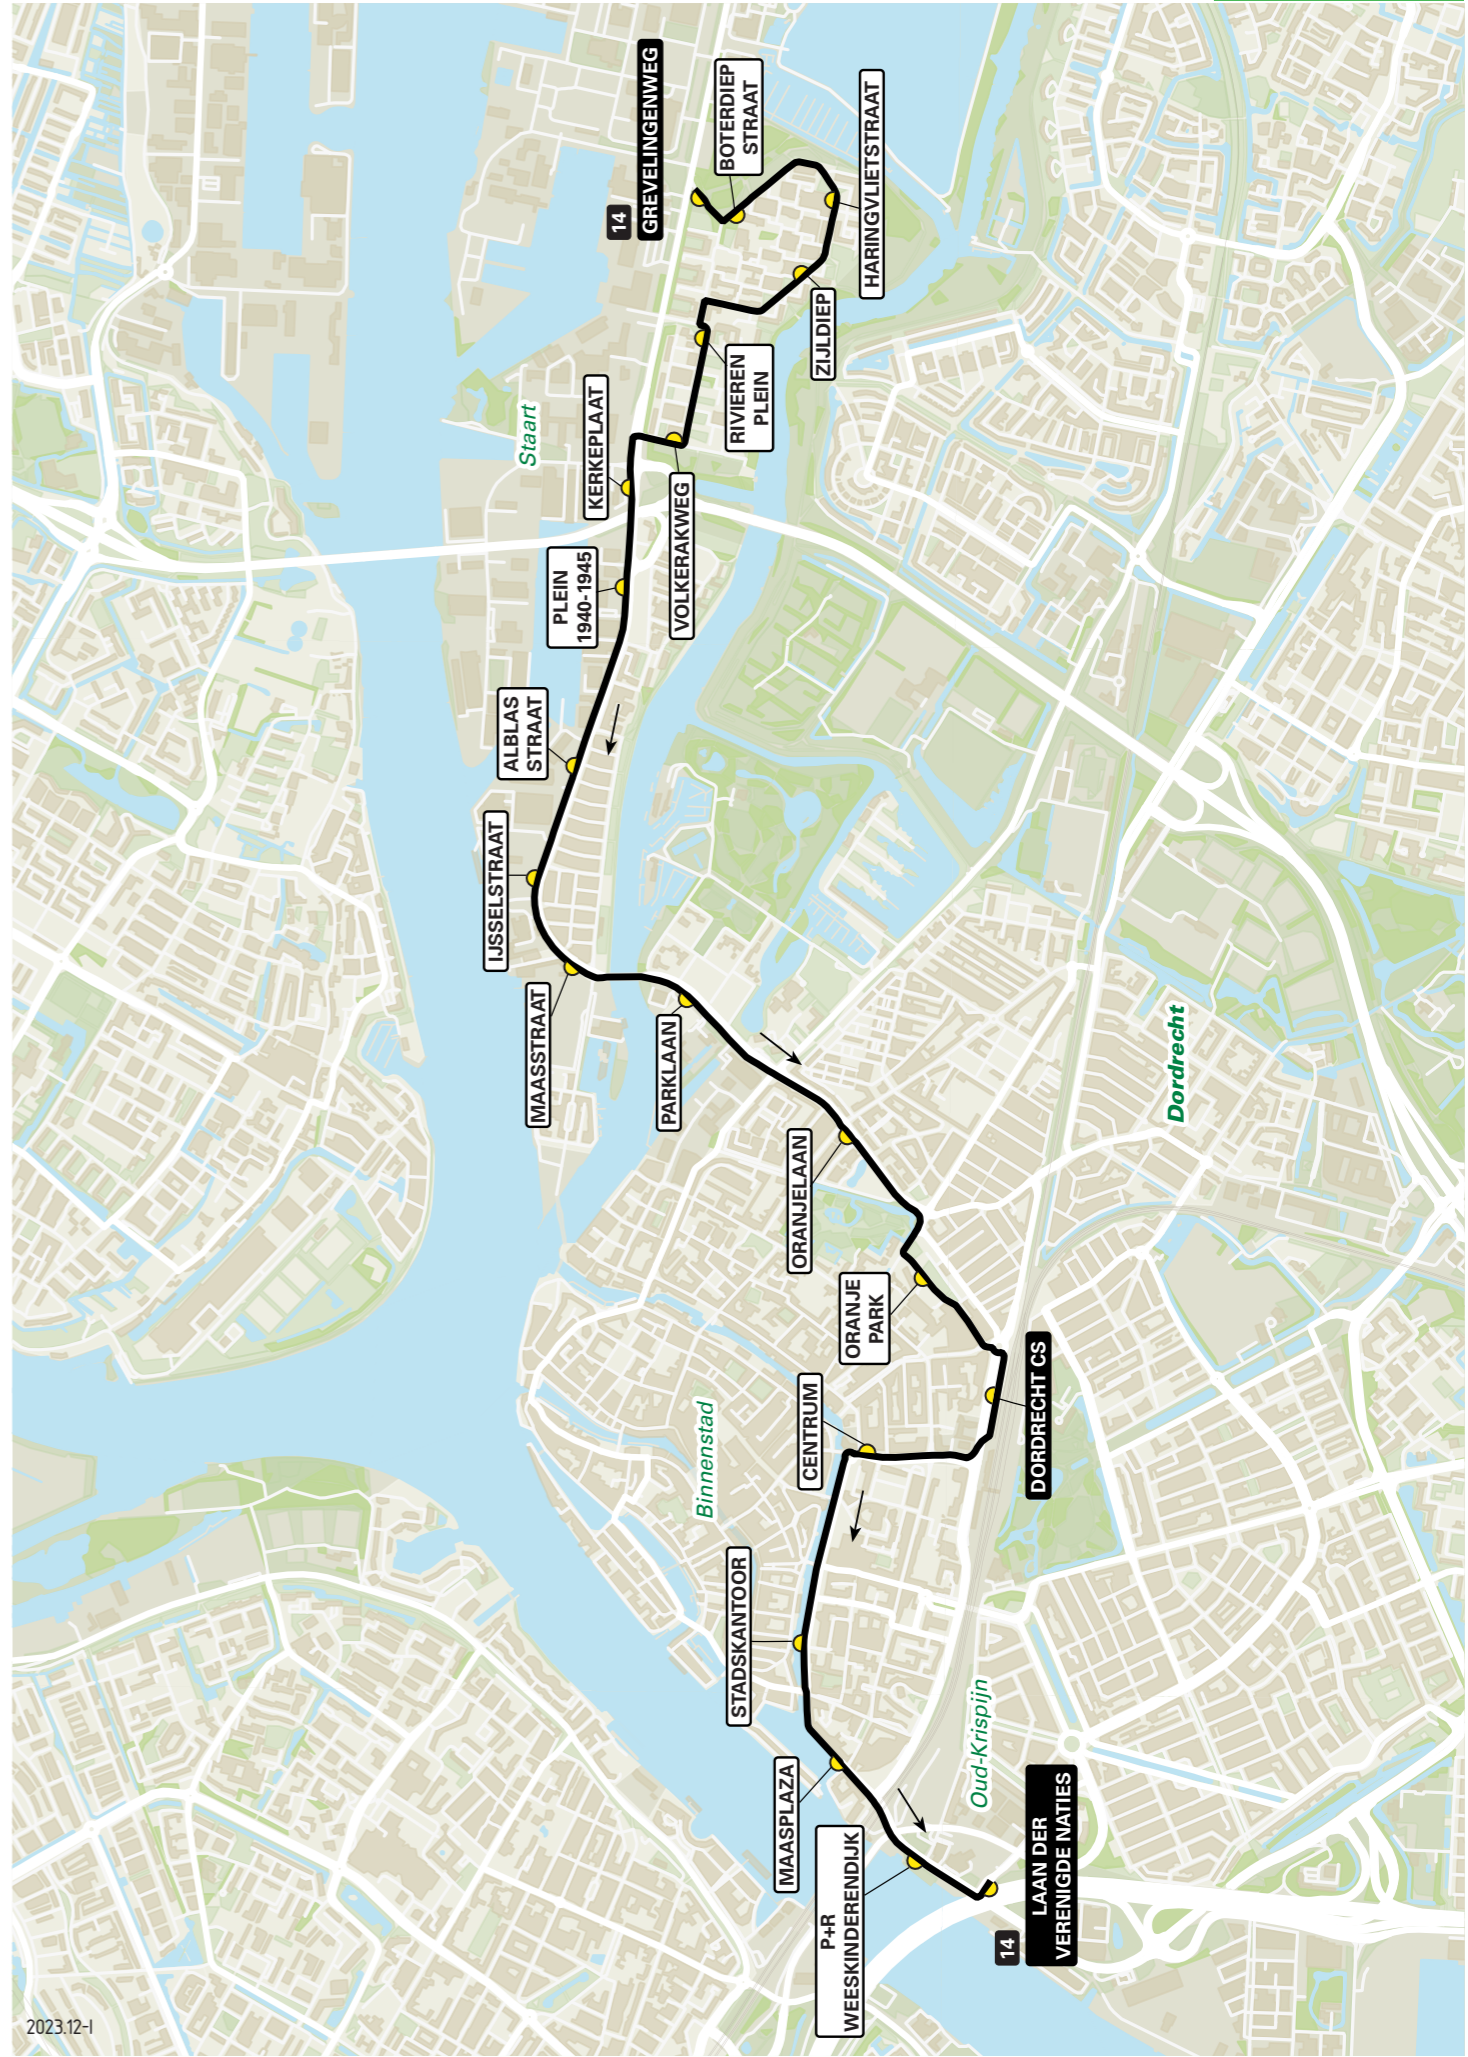 14
GREVELINGENWEG
BOTERDIEP
STRAAT
HARINGVLIETSTRAAT
ZIJLDIEP
RIVIEREN
PLEIN
VOLKERAKWEG
KERKEPLAAT
Staart
PLEIN
1940-1945
ALBLAS
STRAAT
IJSSELSTRAAT
MAASSTRAAT
PARKLAAN
ORANJELAAN
Dordrecht
ORANJE
PARK
DORDRECHT CS
CENTRUM
Binnenstad
STADSKANTOOR
MAASPLAZA
Oud-Krispijn
P+R
WEESKINDERENDIJK
14
LAAN DER
VERENIGDE NATIES
2023.12-I